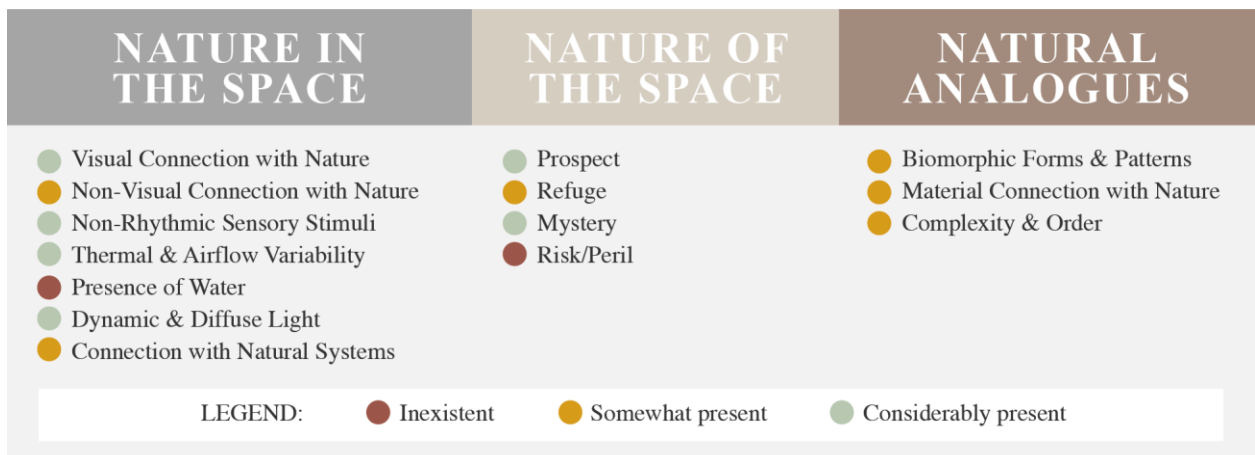 NATURE IN
THE SPACE
NATURE OF
THE SPACE
NATURAL
ANALOGUES
Visual Connection with Nature
Non-Visual Connection with Nature
Non-Rhythmic Sensory Stimuli
Thermal & Airflow Variability
Presence of Water
Dynamic & Diffuse Light
Connection with Natural Systems
Prospect
Refuge
Mystery
Risk/Peril
Biomorphic Forms & Patterns
Material Connection with Nature
Complexity & Order
LEGEND: Inexistent Somewhat present Considerably present